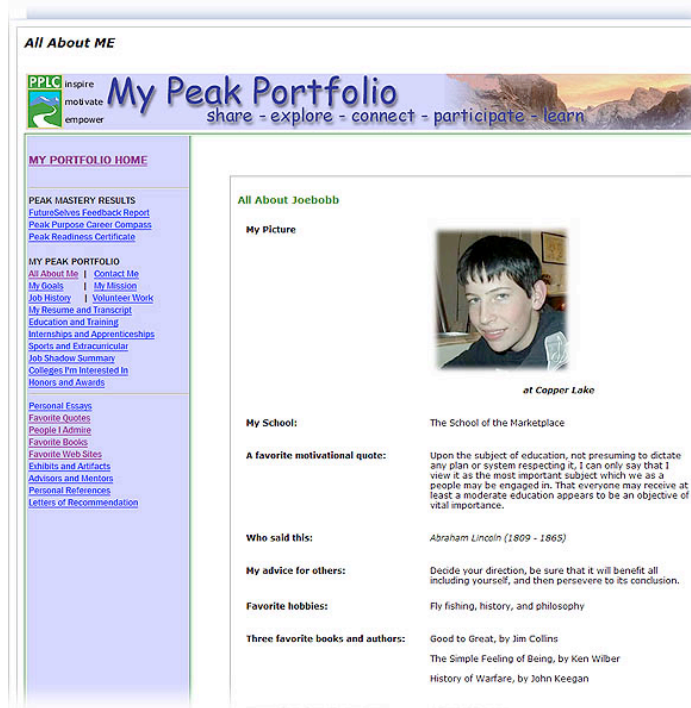 All About ME
PPLC inspire
motivate
empower
My Peak Portfolio
share - explore - connect - participate - learn
MY PORTFOLIO HOME
PEAK MASTERY RESULTS
FutureSelves Feedback Report
Peak Purpose Career Compass
Peak Readiness Certificate
MY PEAK PORTFOLIO
All About Me | Contact Me
My Goals | My Mission
Job History | Volunteer Work
My Resume and Transcript
Education and Training
Internships and Apprenticeships
Sports and Extracurricular
Job Shadow Summary
Colleges I'm Interested In
Honors and Awards
Personal Essays
Favorite Quotes
People I Admire
Favorite Books
Favorite Web Sites
Exhibits and Artifacts
Advisors and Mentors
Personal References
Letters of Recommendation
All About Joebobb
My Picture
at Copper Lake
My School: The School of the Marketplace
A favorite motivational quote: Upon the subject of education, not presuming to dictate
any plan or system respecting it, I can only say that I
view it as the most important subject which we as a
people may be engaged in. That everyone may receive at
least a moderate education appears to be an objective of
vital importance.
Who said this: Abraham Lincoln (1809 - 1865)
My advice for others: Decide your direction, be sure that it will benefit all
including yourself, and then persevere to its conclusion.
Favorite hobbies: Fly fishing, history, and philosophy
Three favorite books and authors: Good to Great, by Jim Collins
The Simple Feeling of Being, by Ken Wilber
History of Warfare, by John Keegan